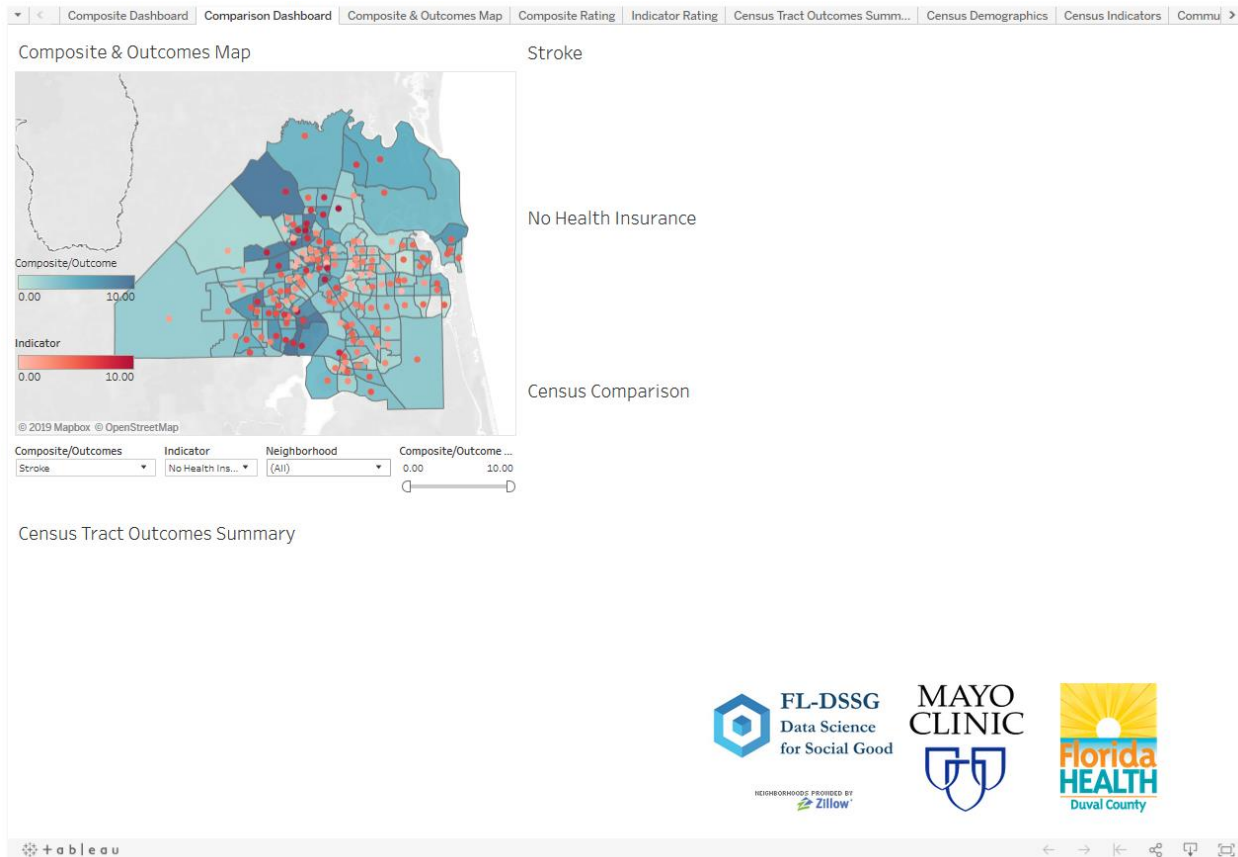 Composite Dashboard
Comparison Dashboard
Composite & Outcomes Map
Composite Rating
Indicator Rating
Census Tract Outcomes Summ...
Census Demographics
Census Indicators
Commu
Composite & Outcomes Map
Composite/Outcome
0.00 10.00
Indicator
0.00 10.00
© 2019 Mapbox © OpenStreetMap
Composite/Outcomes
Stroke
Indicator
No Health Ins...
Neighborhood
(All)
Composite/Outcome ...
0.00 10.00
Census Tract Outcomes Summary
Stroke
No Health Insurance
Census Comparison
FL-DSSG
Data Science
for Social Good
NEIGHBORHOODS PROVIDED BY
Zillow
MAYO
CLINIC
Florida
HEALTH
Duval County
+ableau